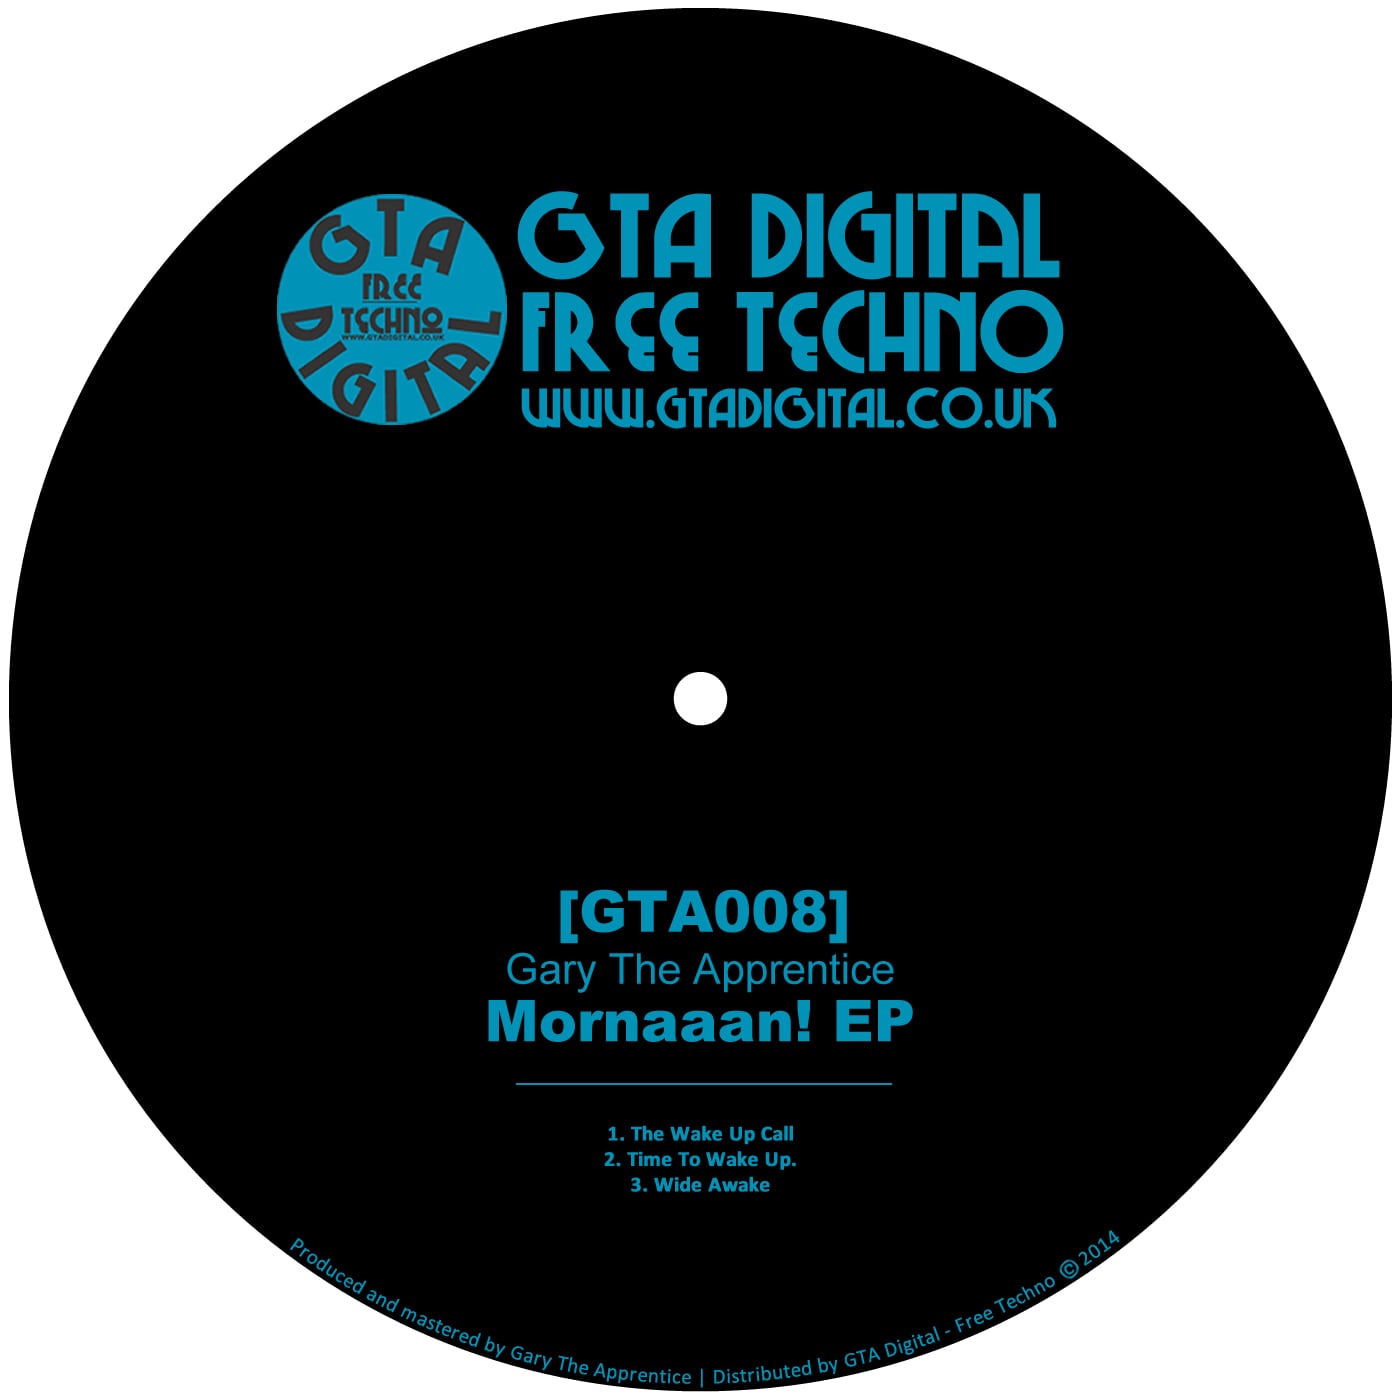 GTA
FREE
TECHNO
WWW.GTADIGITAL.CO.UK
DIGITAL
GTA DIGITAL
FREE TECHNO
WWW.GTADIGITAL.CO.UK
[GTA008]
Gary The Apprentice
Mornaaan! EP
1. The Wake Up Call
2. Time To Wake Up.
3. Wide Awake
Produced and mastered by Gary The Apprentice | Distributed by GTA Digital - Free Techno © 2014